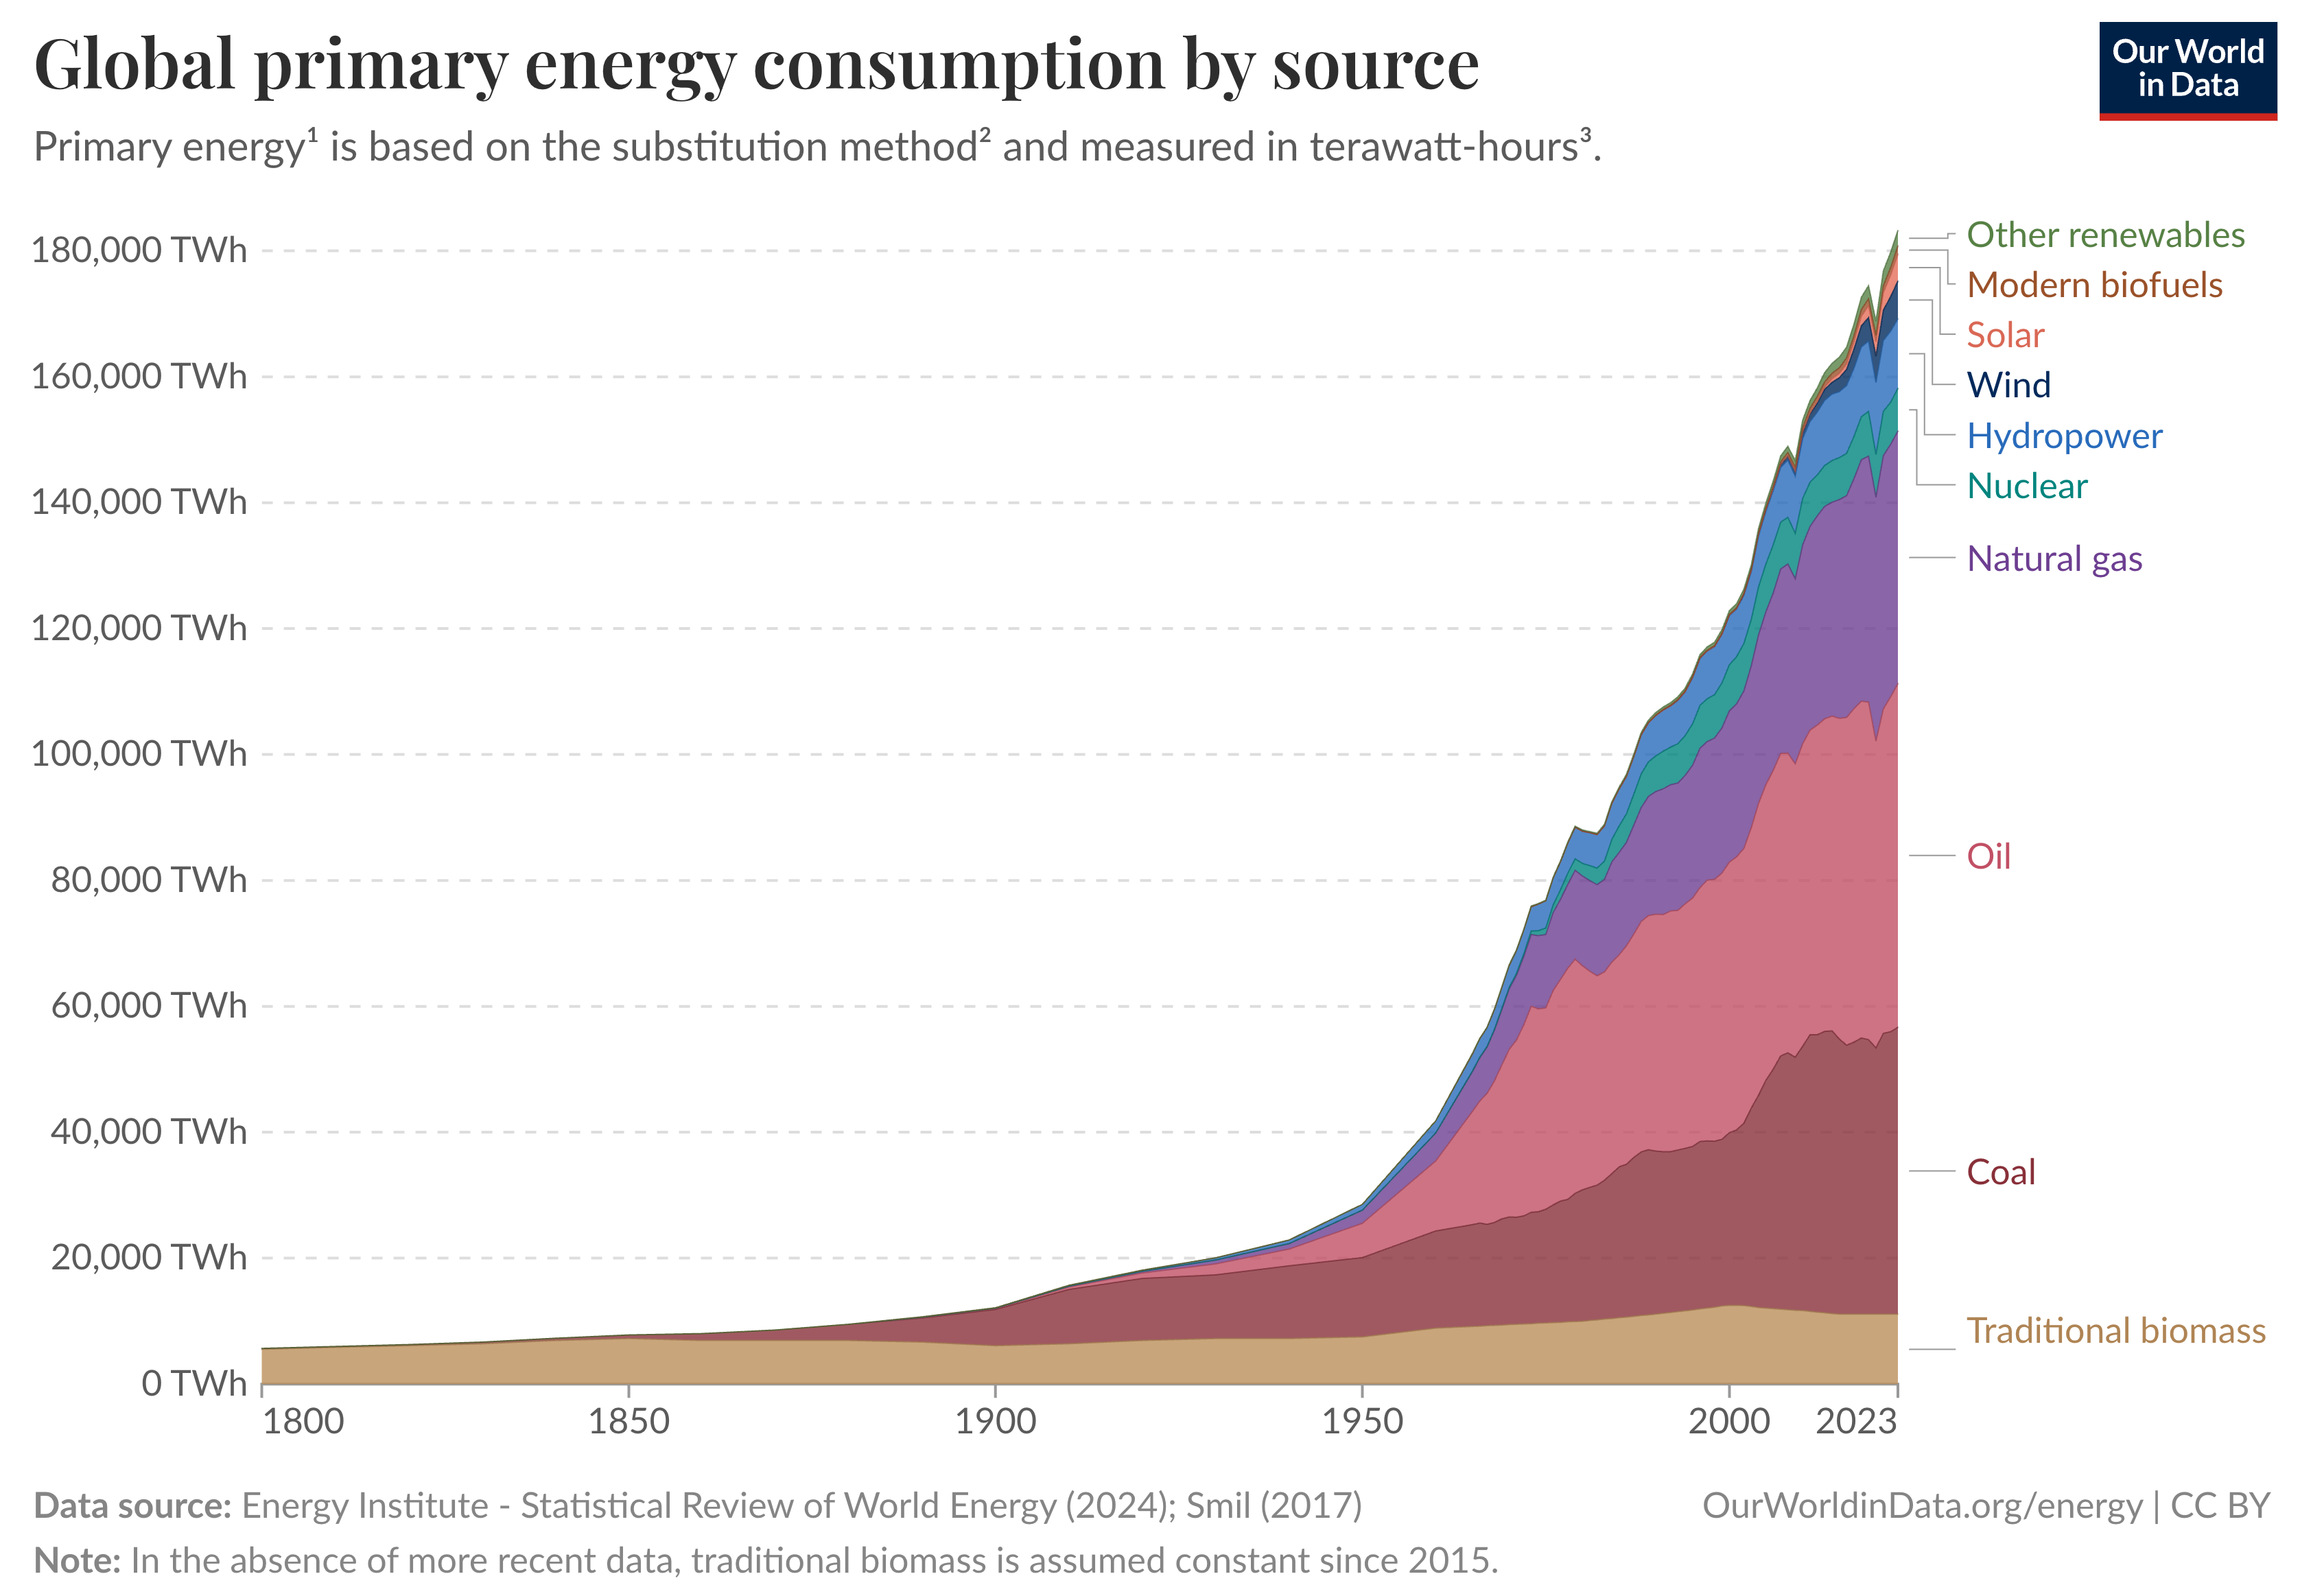 Global primary energy consumption by source
Our World
in Data
Primary energy¹ is based on the substitution method² and measured in terawatt-hours³.
180,000 TWh
160,000 TWh
140,000 TWh
120,000 TWh
100,000 TWh
80,000 TWh
60,000 TWh
40,000 TWh
20,000 TWh
0 TWh
Other renewables
Modern biofuels
Solar
Wind
Hydropower
Nuclear
Natural gas
Oil
Coal
Traditional biomass
1800 1850 1900 1950 2000 2023
Data source: Energy Institute - Statistical Review of World Energy (2024); Smil (2017)
OurWorldinData.org/energy | CC BY
Note: In the absence of more recent data, traditional biomass is assumed constant since 2015.